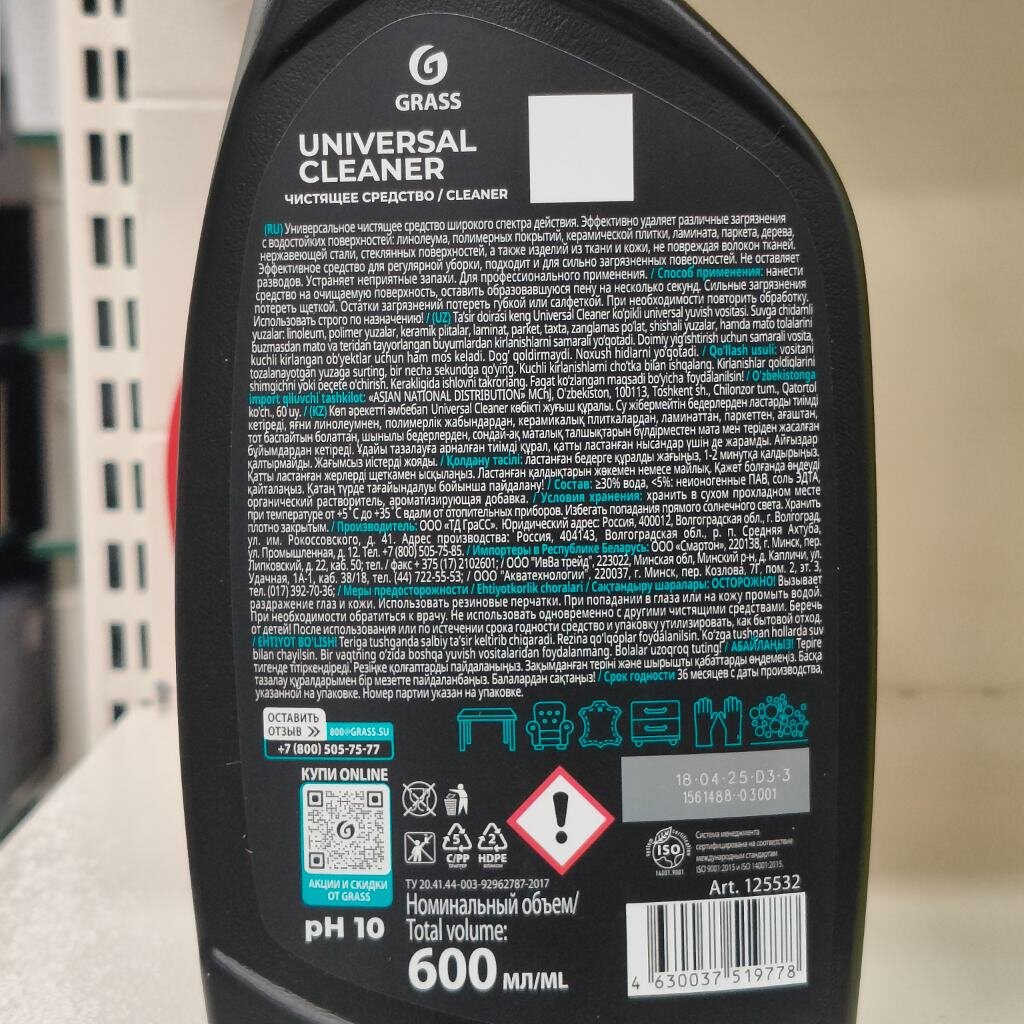 GRASS
UNIVERSAL
CLEANER
ЧИСТЯЩЕЕ СРЕДСТВО / CLEANER
(RU) Универсальное чистящее средство широкого спектра действия. Эффективно удаляет различные загрязнения
с водостойких поверхностей: линолеума, полимерных покрытий, керамической плитки, ламината, паркета, дерева,
нержавеющей стали, стеклянных поверхностей, а также изделий из ткани и кожи, не повреждая волокон тканей.
Эффективное средство для регулярной уборки, подходит и для сильно загрязненных поверхностей. Не оставляет
разводов. Устраняет неприятные запахи. Для профессионального применения. / Способ применения: нанести
средство на очищаемую поверхность, оставить образовавшуюся пену на несколько секунд. Сильные загрязнения
потереть щеткой. Остатки загрязнений потереть губкой или салфеткой. При необходимости повторить обработку.
Использовать строго по назначению! / (UZ) Ta'sir doirasi keng Universal Cleaner ko'pikli universal yuvish vositasi. Suvga chidamli
yuzalar: linoleum, polimer yuzalar, keramik plitalar, laminat, parket, taxta, zanglamas po'lat, shishali yuzalar, hamda mato tolalarini
buzmasdan mato va teridan tayyorlangan buyumlardan kirlanishlarni samarali yo'qotadi. Doimiy yig'ishtirish uchun samarali vosita,
kuchli kirlangan ob'yektlar uchun ham mos keladi. Dog' qoldirmaydi. Noxush hidlarni yo'qotadi. / Qo'llash usuli: vositani
tozalanayotgan yuzaga surting, bir necha sekundga qo'ying. Kuchli kirlanishlarni cho'tka bilan ishqalang. Kirlanishlar qoldiqlarini
shimgichni yoki decete o'chirish. Kerakligida ishlovni takrorlang. Faqat ko'zlangan maqsadi bo'yicha foydalanilsin! / O'zbekistonga
import qiluvchi tashkilot: «ASIAN NATIONAL DISTRIBUTION» MChJ, O'zbekiston, 100113, Toshkent sh., Chilonzor tum., Qatortol
ko'ch., 60 uy. / (KZ) Көп әрекетті әмбебап Universal Cleaner көбікті жуғыш құралы. Су жібермейтін бедерлерден ластарды тиімді
кетіреді, яғни линолеумнен, полимерлік жабындардан, керамикалық плиткалардан, ламинаттан, паркеттен, ағаштан,
тот баспайтын болаттан, шынылы бедерлерден, сондай-ақ маталық талшықтарын бүлдірместен мата мен теріден жасалған
бұйымдардан кетіреді. Ұдайы тазалауға арналған тиімді құрал, қатты ластанған нысандар үшін де жарамды. Айғыздар
қалтырмайды. Жағымсыз иістерді жояды. / Қолдану тәсілі: ластанған бедерге құралды жағыңыз, 1-2 минутқа қалдырыңыз.
Қатты ластанған жерлерді щеткамен ысқылаңыз. Ластанған қалдықтарын жөкемен немесе майлық. Қажет болғанда өңдеуді
қайталаңыз. Қатаң түрде тағайындалуы бойынша пайдалану! / Состав: ≥30% вода, <5%: неионогенные ПАВ, соль ЭДТА,
органический растворитель, ароматизирующая добавка. / Условия хранения: хранить в сухом прохладном месте
при температуре от +5˚С до +35˚С вдали от отопительных приборов. Избегать попадания прямого солнечного света. Хранить
плотно закрытым. / Производитель: ООО «ТД ГраСС». Юридический адрес: Россия, 400012, Волгоградская обл., г. Волгоград,
ул. им. Рокоссовского, д. 41. Адрес производства: Россия, 404143, Волгоградская обл., р. п. Средняя Ахтуба,
ул. Промышленная, д. 12. Тел. +7 (800) 505-75-85. / Импортеры в Республике Беларусь: ООО «Смартон», 220138, г. Минск, пер.
Липковский, д. 22, каб. 50; тел. / факс + 375 (17) 2102601; / ООО "ИвВа трейд", 223022, Минская обл, Минский р-н, д. Капличи, ул.
Удачная, 1А-1, каб. 38/18, тел. (44) 722-55-53; / ООО "Акватехнологии", 220037, г. Минск, пер. Козлова, 7Г, пом. 2, эт. 3,
тел. (017) 392-70-36; / Меры предосторожности / Ehtiyotkorlik choralari / Сақтандыру шаралары: ОСТОРОЖНО! Вызывает
раздражение глаз и кожи. Использовать резиновые перчатки. При попадании в глаза или на кожу промыть водой.
При необходимости обратиться к врачу. Не использовать одновременно с другими чистящими средствами. Беречь
от детей! После использования или по истечении срока годности средство и упаковку утилизировать, как бытовой отход.
/ EHTIYOT BO'LISH! Teriga tushganda salbiy ta'sir keltirib chiqaradi. Rezina qo'lqoplar foydalanilsin. Ko'zga tushgan hollarda suv
bilan chayilsin. Bir vaqtning o'zida boshqa yuvish vositalaridan foydalanmang. Bolalar uzoqroq tuting! / АБАЙЛАҢЫЗ! Теріре
тигенде тітіркендіреді. Резіңке қолғаптарды пайдаланыңыз. Зақымданған теріні және шырышты қабаттарды өңдемеңіз. Басқа
тазалау құралдарымен бір мезетте пайдаланбаңыз. Балалардан сақтаңыз! / Срок годности 36 месяцев с даты производства,
указанной на упаковке. Номер партии указан на упаковке.
ОСТАВИТЬ
ОТЗЫВ 800@GRASS.SU
+7 (800) 505-75-77
КУПИ ONLINE
АКЦИИ И СКИДКИ
ОТ GRASS
pH 10
5
C/PP
ТРИГГЕР
2
HDPE
ФЛАКОН
18-04-25-D3-3
1561488-03001
ISO
14001.9001
Система менеджмента
сертифицирована на соответствие
международным стандартам
ISO 9001:2015 и ISO 14001:2015.
ТУ 20.41.44-003-92962787-2017
Номинальный объем/
Total volume:
600 МЛ/ML
Art. 125532
4 630037 519778